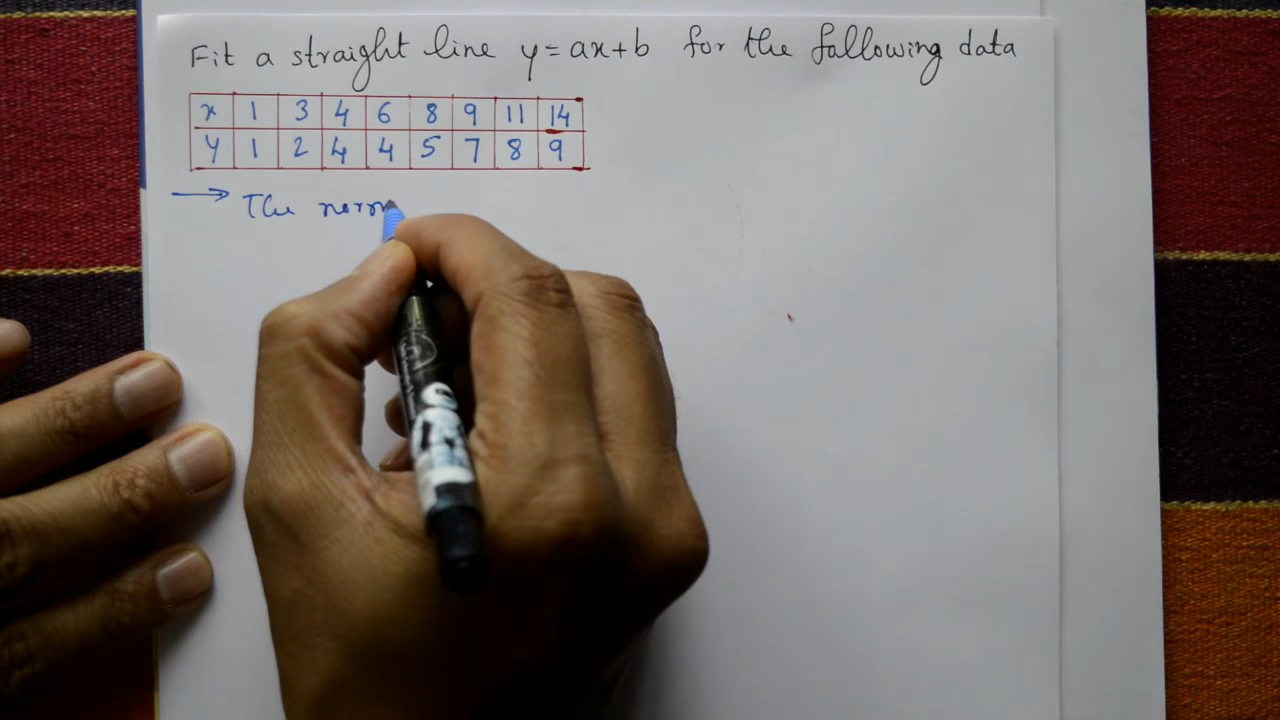 Fit a straight line y = ax+b for the following data
x 1 3 4 6 8 9 11 14
y 1 2 4 4 5 7 8 9
→ The norm